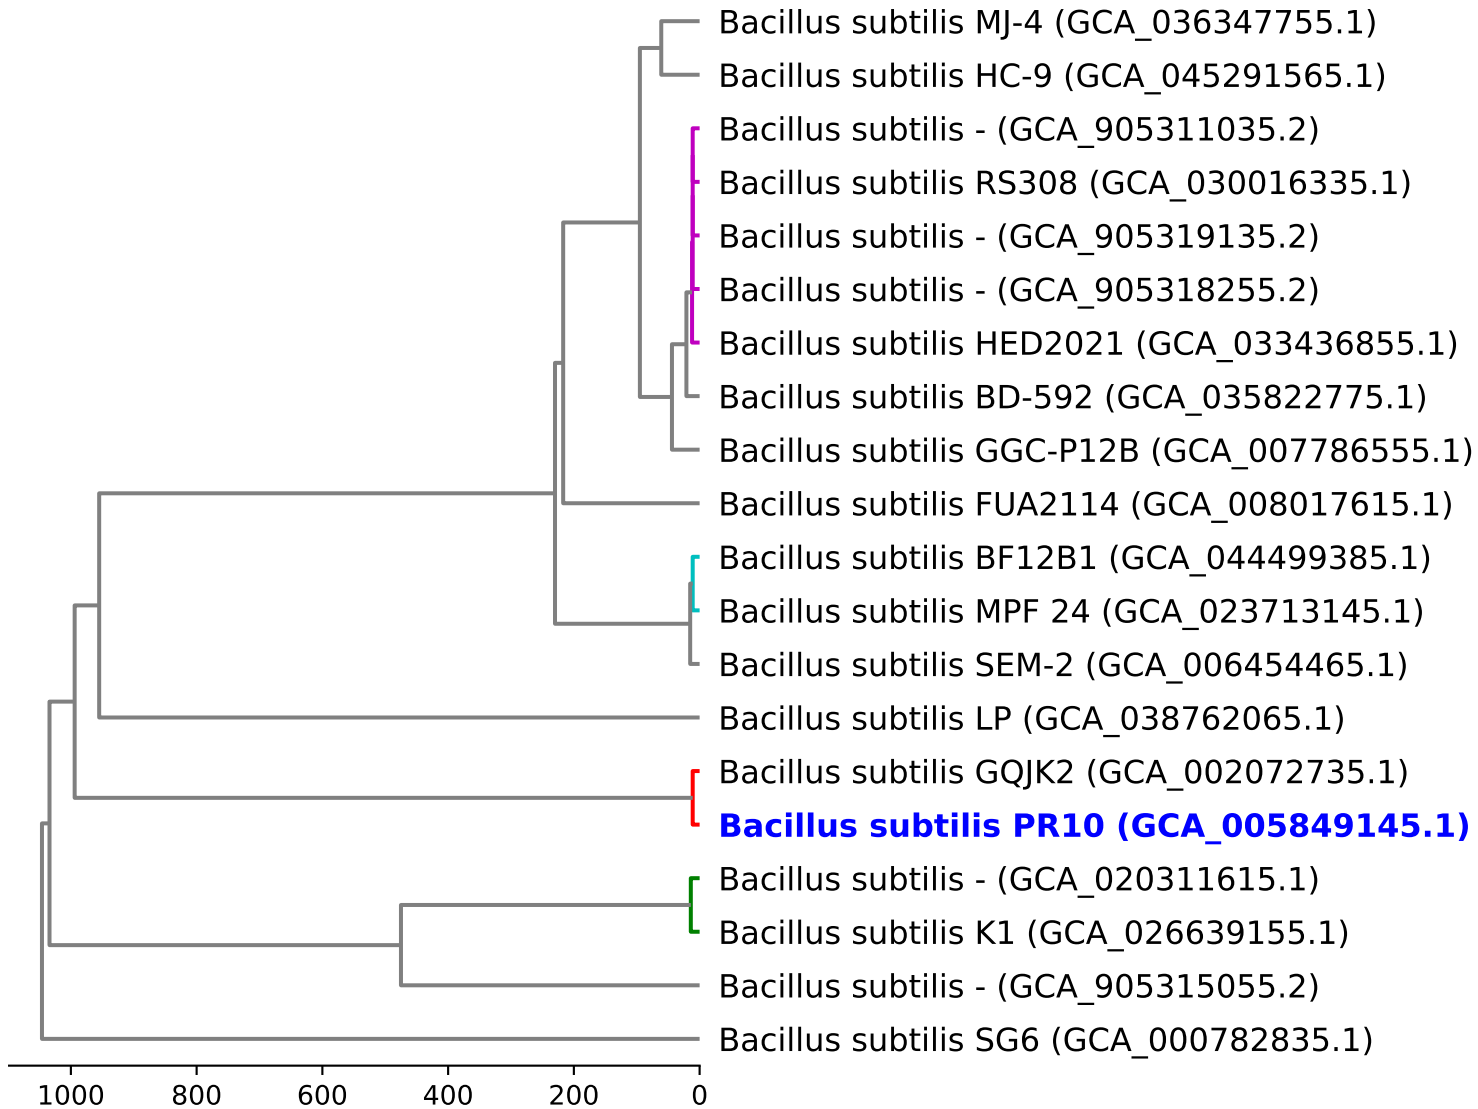 Bacillus subtilis MJ-4 (GCA_036347755.1)
Bacillus subtilis HC-9 (GCA_045291565.1)
Bacillus subtilis - (GCA_905311035.2)
Bacillus subtilis RS308 (GCA_030016335.1)
Bacillus subtilis - (GCA_905319135.2)
Bacillus subtilis - (GCA_905318255.2)
Bacillus subtilis HED2021 (GCA_033436855.1)
Bacillus subtilis BD-592 (GCA_035822775.1)
Bacillus subtilis GGC-P12B (GCA_007786555.1)
Bacillus subtilis FUA2114 (GCA_008017615.1)
Bacillus subtilis BF12B1 (GCA_044499385.1)
Bacillus subtilis MPF 24 (GCA_023713145.1)
Bacillus subtilis SEM-2 (GCA_006454465.1)
Bacillus subtilis LP (GCA_038762065.1)
Bacillus subtilis GQJK2 (GCA_002072735.1)
Bacillus subtilis PR10 (GCA_005849145.1)
Bacillus subtilis - (GCA_020311615.1)
Bacillus subtilis K1 (GCA_026639155.1)
Bacillus subtilis - (GCA_905315055.2)
Bacillus subtilis SG6 (GCA_000782835.1)
1000 800 600 400 200 0